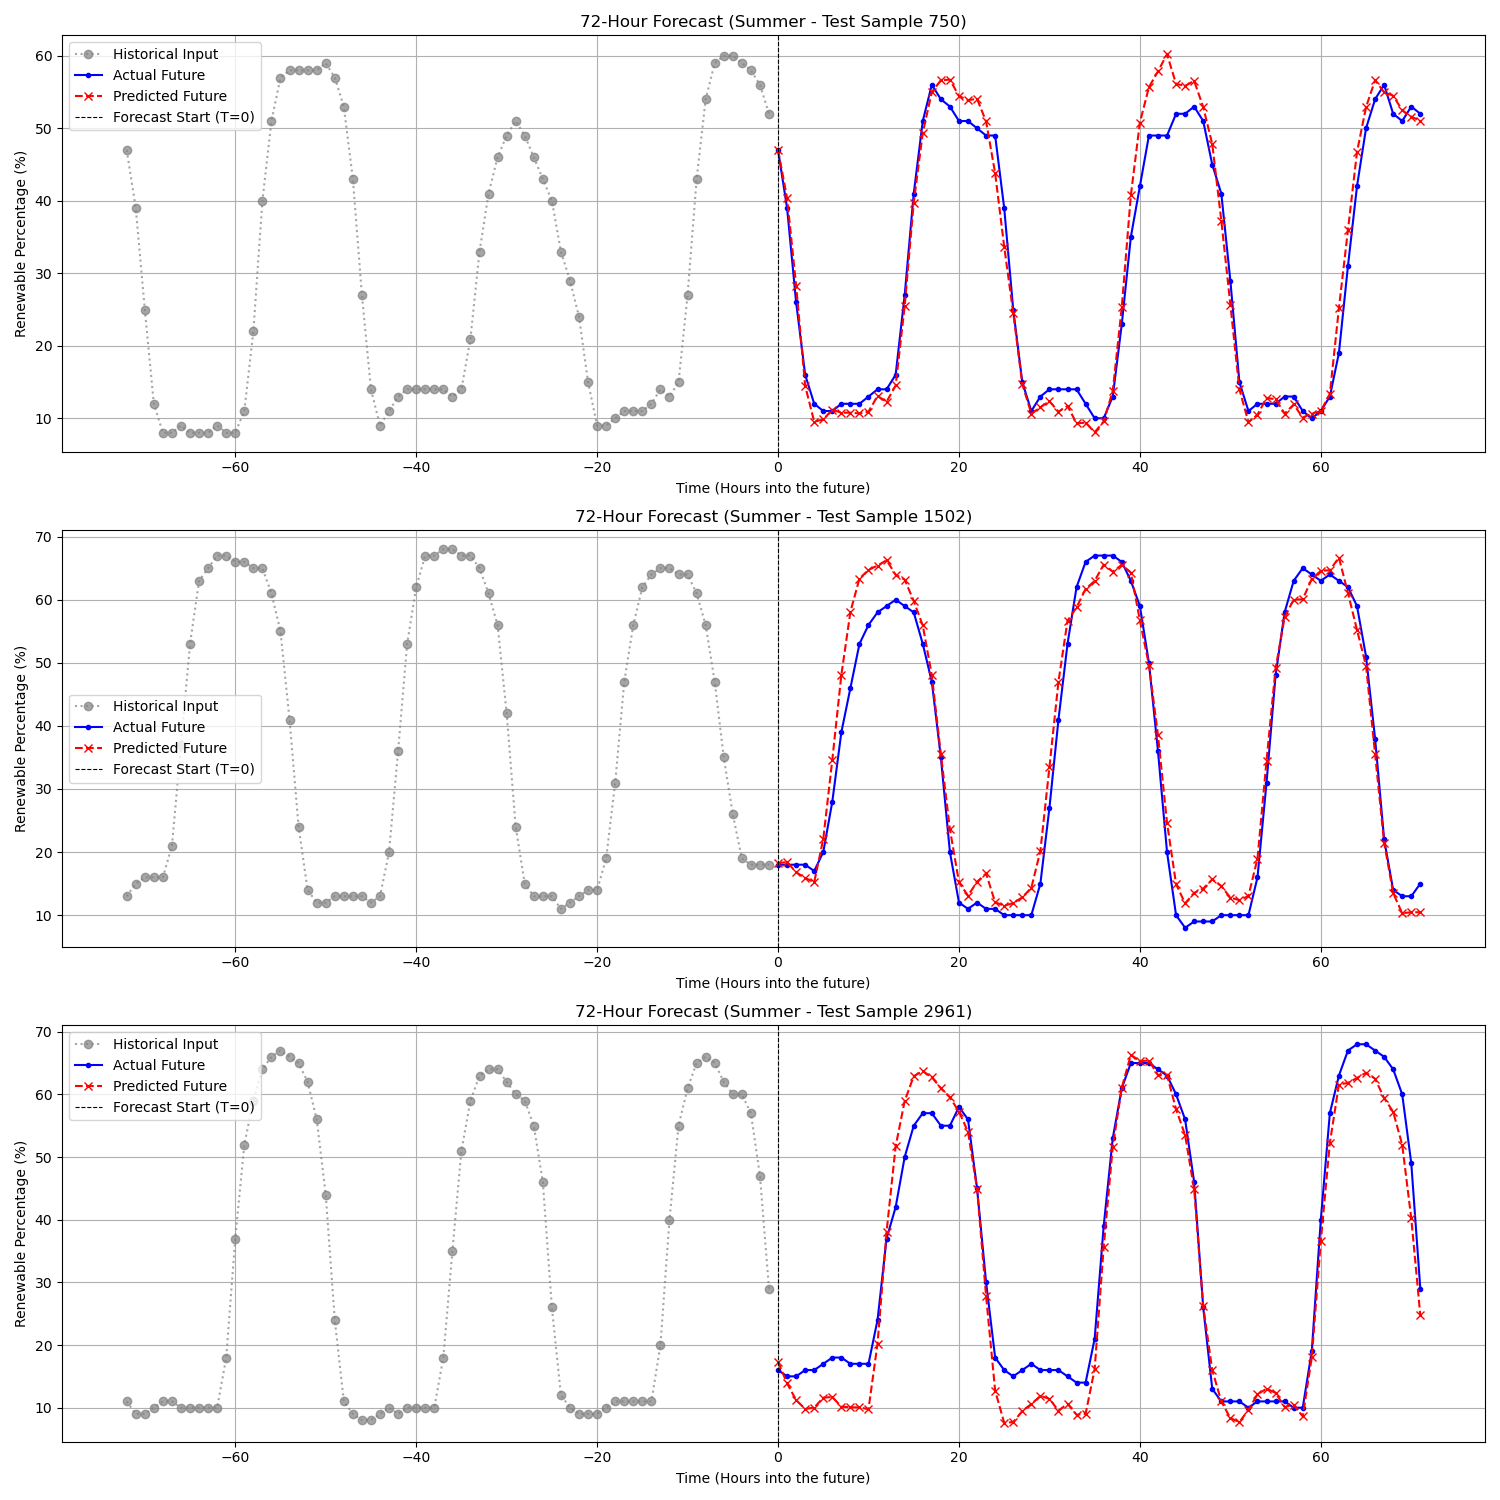 72-Hour Forecast (Summer - Test Sample 750)
Historical Input
Actual Future
Predicted Future
Forecast Start (T=0)
Renewable Percentage (%)
60
50
40
30
20
10
−60 −40 −20 0 20 40 60
Time (Hours into the future)
72-Hour Forecast (Summer - Test Sample 1502)
Historical Input
Actual Future
Predicted Future
Forecast Start (T=0)
Renewable Percentage (%)
70
60
50
40
30
20
10
−60 −40 −20 0 20 40 60
Time (Hours into the future)
72-Hour Forecast (Summer - Test Sample 2961)
Historical Input
Actual Future
Predicted Future
Forecast Start (T=0)
Renewable Percentage (%)
70
60
50
40
30
20
10
−60 −40 −20 0 20 40 60
Time (Hours into the future)